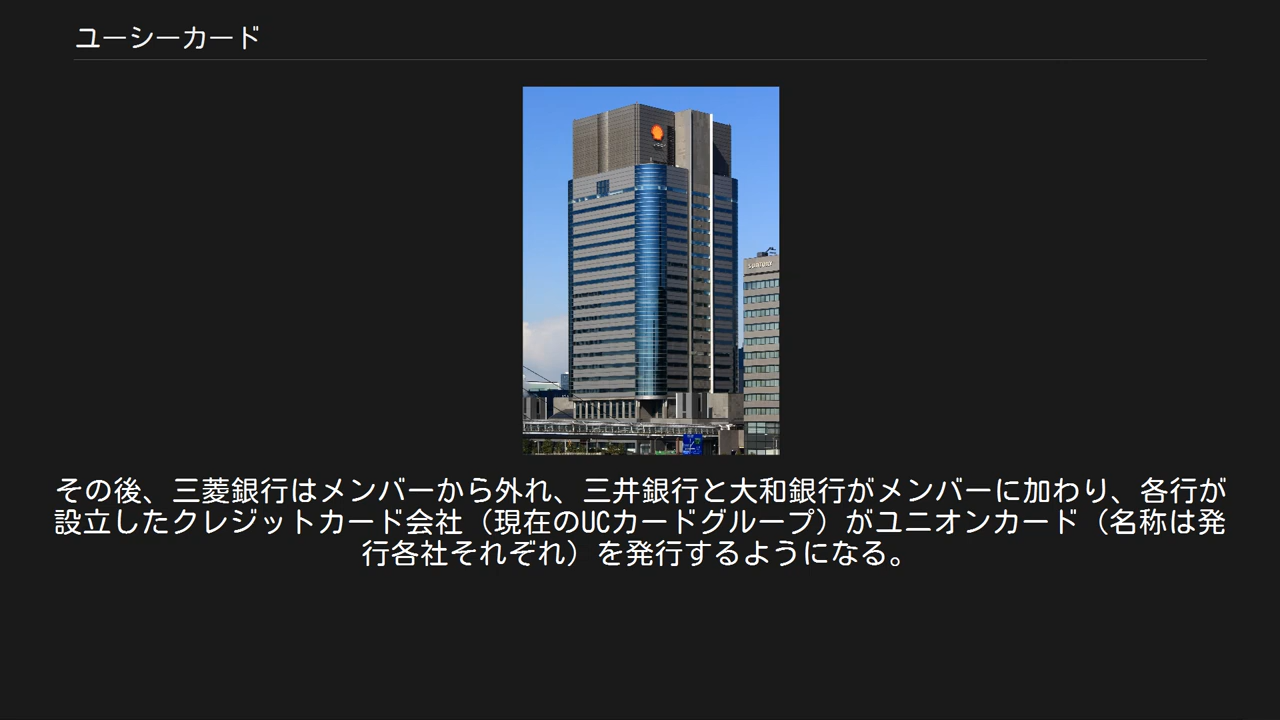 ユーシーカード
SUNTORY
その後、三菱銀行はメンバーから外れ、三井銀行と大和銀行がメンバーに加わり、各行が
設立したクレジットカード会社（現在のUCカードグループ）がユニオンカード（名称は発
行各社それぞれ）を発行するようになる。